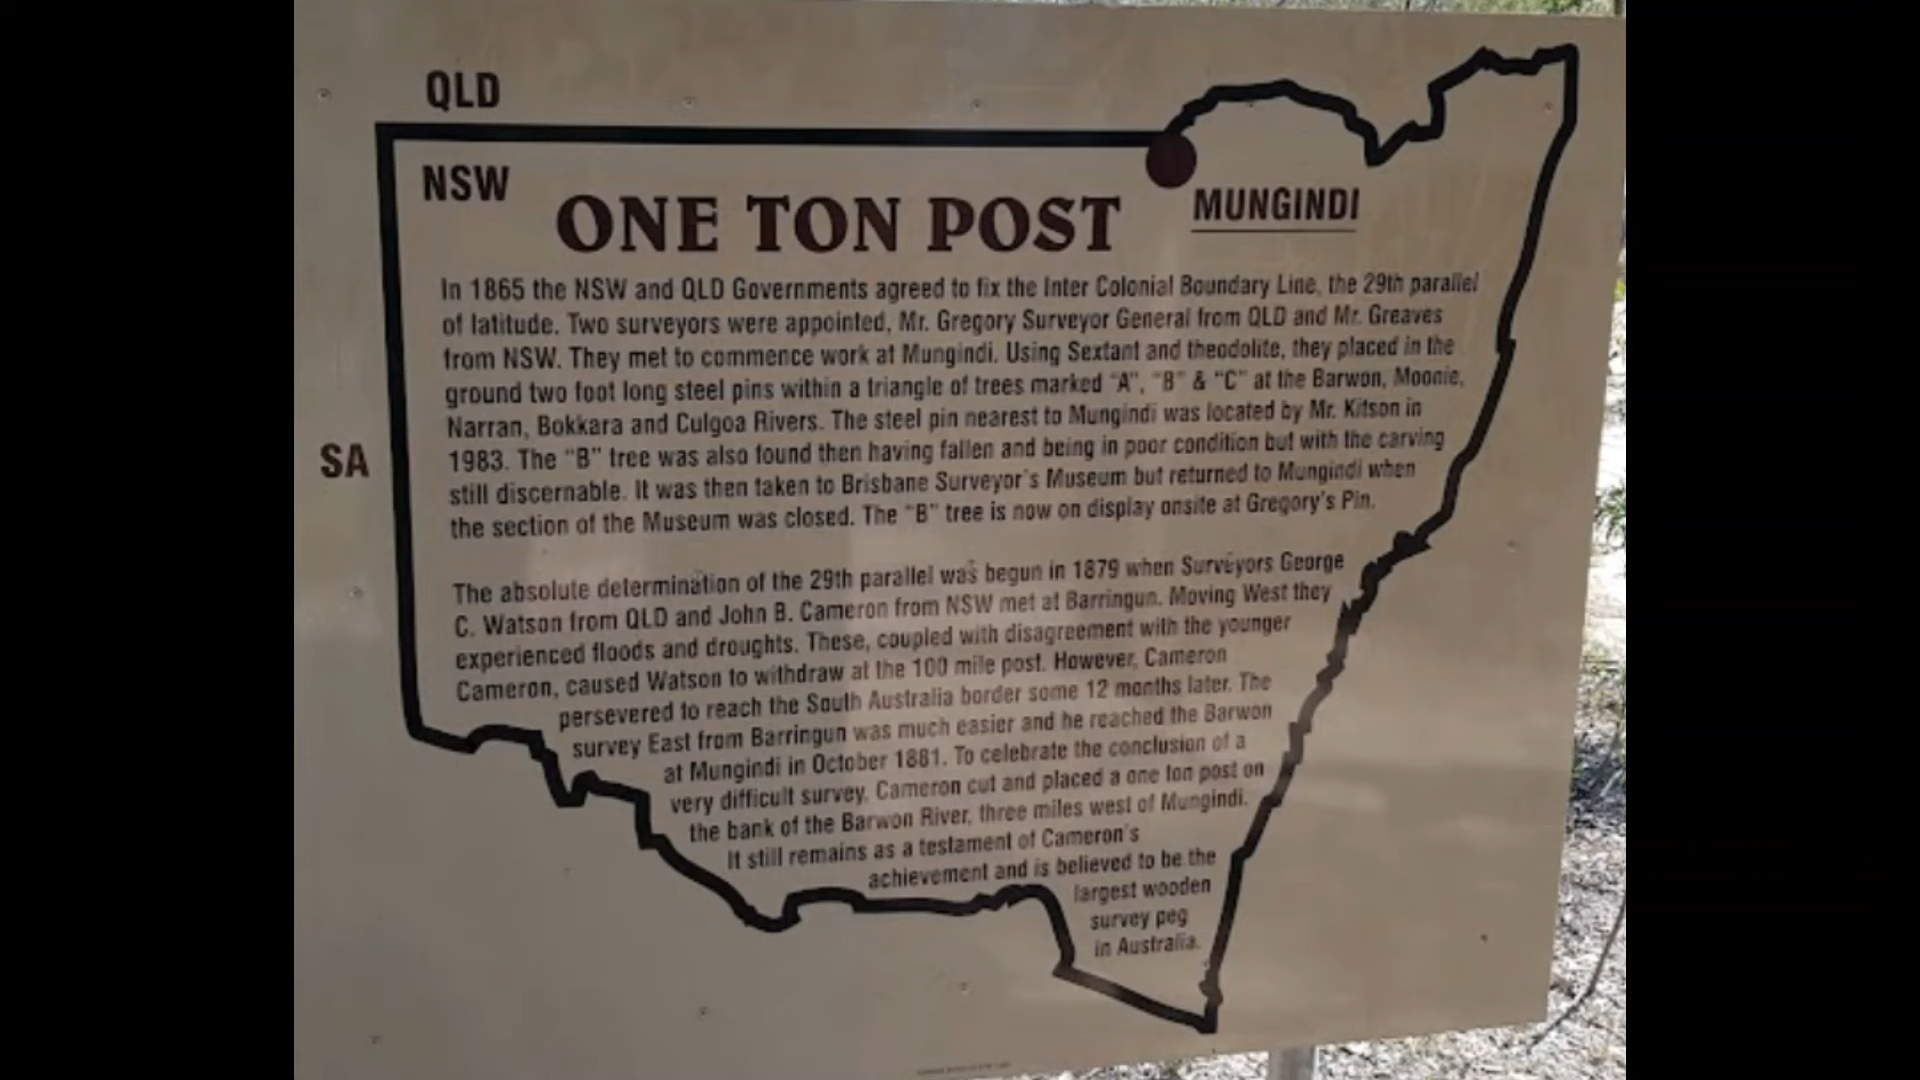 QLD
NSW
ONE TON POST
MUNGINDI
SA
In 1865 the NSW and QLD Governments agreed to fix the Inter Colonial Boundary Line, the 29th parallel
of latitude. Two surveyors were appointed, Mr. Gregory Surveyor General from QLD and Mr. Greaves
from NSW. They met to commence work at Mungindi. Using Sextant and theodolite, they placed in the
ground two foot long steel pins within a triangle of trees marked "A", "B" & "C" at the Barwon, Moonie,
Narran, Bokkara and Culgoa Rivers. The steel pin nearest to Mungindi was located by Mr. Kitson in
1983. The "B" tree was also found then having fallen and being in poor condition but with the carving
still discernable. It was then taken to Brisbane Surveyor's Museum but returned to Mungindi when
the section of the Museum was closed. The "B" tree is now on display onsite at Gregory's Pin.
The absolute determination of the 29th parallel was begun in 1879 when Surveyors George
C. Watson from QLD and John B. Cameron from NSW met at Barringun. Moving West they
experienced floods and droughts. These, coupled with disagreement with the younger
Cameron, caused Watson to withdraw at the 100 mile post. However, Cameron
persevered to reach the South Australia border some 12 months later. The
survey East from Barringun was much easier and he reached the Barwon
at Mungindi in October 1881. To celebrate the conclusion of a
very difficult survey, Cameron cut and placed a one ton post on
the bank of the Barwon River, three miles west of Mungindi.
It still remains as a testament of Cameron's
achievement and is believed to be the
largest wooden
survey peg
in Australia.